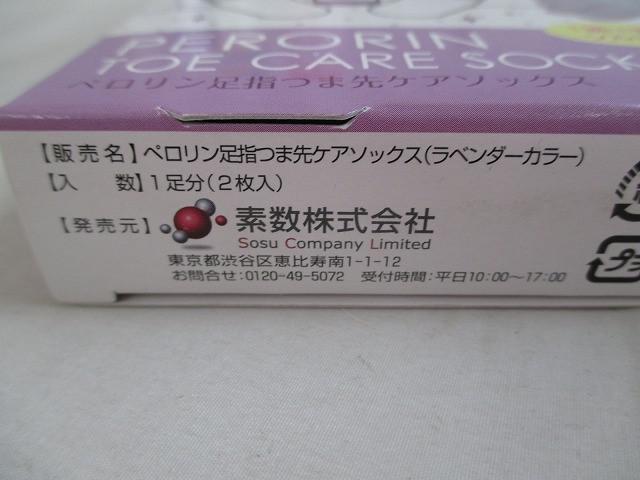 PERORIN
TOE CARE SOCK
ペロリン足指つま先ケアソックス
【販売名】ペロリン足指つま先ケアソックス(ラベンダーカラー)
【入　数】1足分(2枚入)
【発売元】素数株式会社
Sosu Company Limited
東京都渋谷区恵比寿南1-1-12
お問合せ:0120-49-5072　受付時間:平日10:00〜17:00
プラ